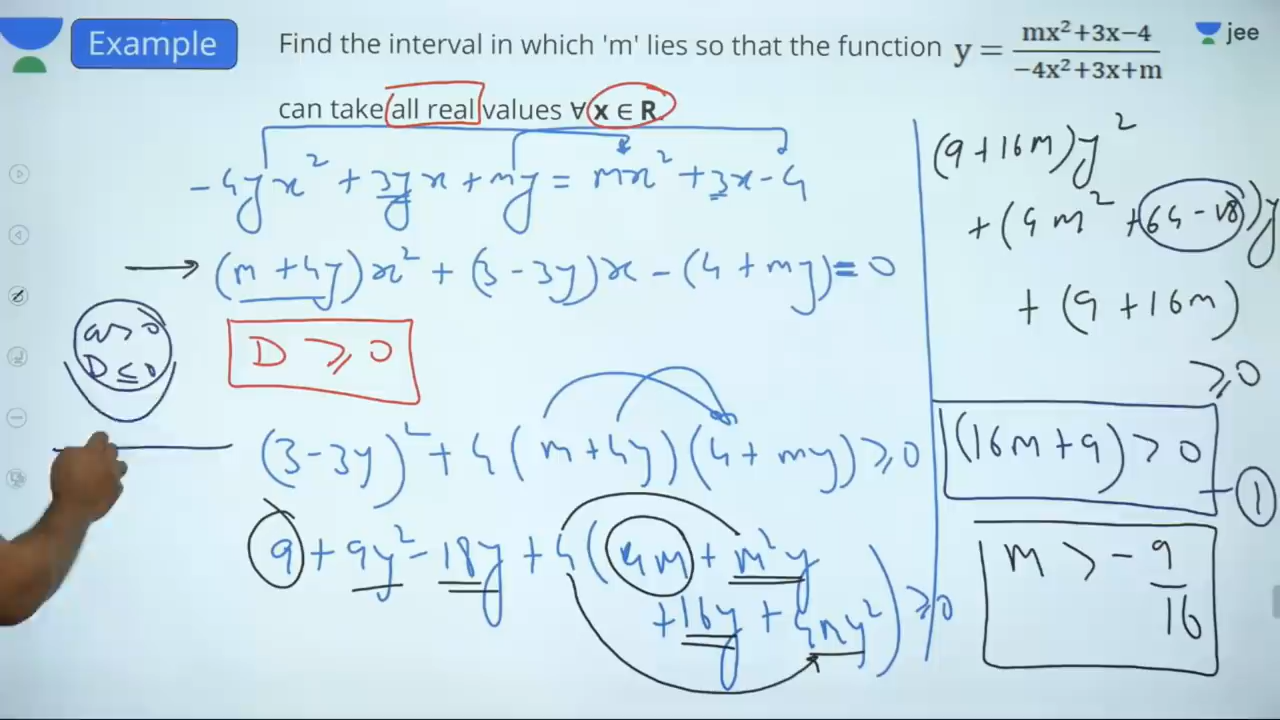 Example
Find the interval in which 'm' lies so that the function y = (mx²+3x−4)/(−4x²+3x+m)
jee
can take all real values ∀ x ∈ R.
-4yx² + 3yx + my = mx² + 3x - 4
(m + 4y)x² + (3 - 3y)x - (4 + my) = 0
a > 0
D ≤ 0
D ≥ 0
(3-3y)² + 4(m+4y)(4+my) ≥ 0
9 + 9y² - 18y + 4(4m + m²y
+ 16y + 4my²) ≥ 0
(9+16m)y²
+ (4m² + 64 - 18)y
+ (9 + 16m)
≥ 0
(16m + 9) > 0
- 1
m > - 9/16